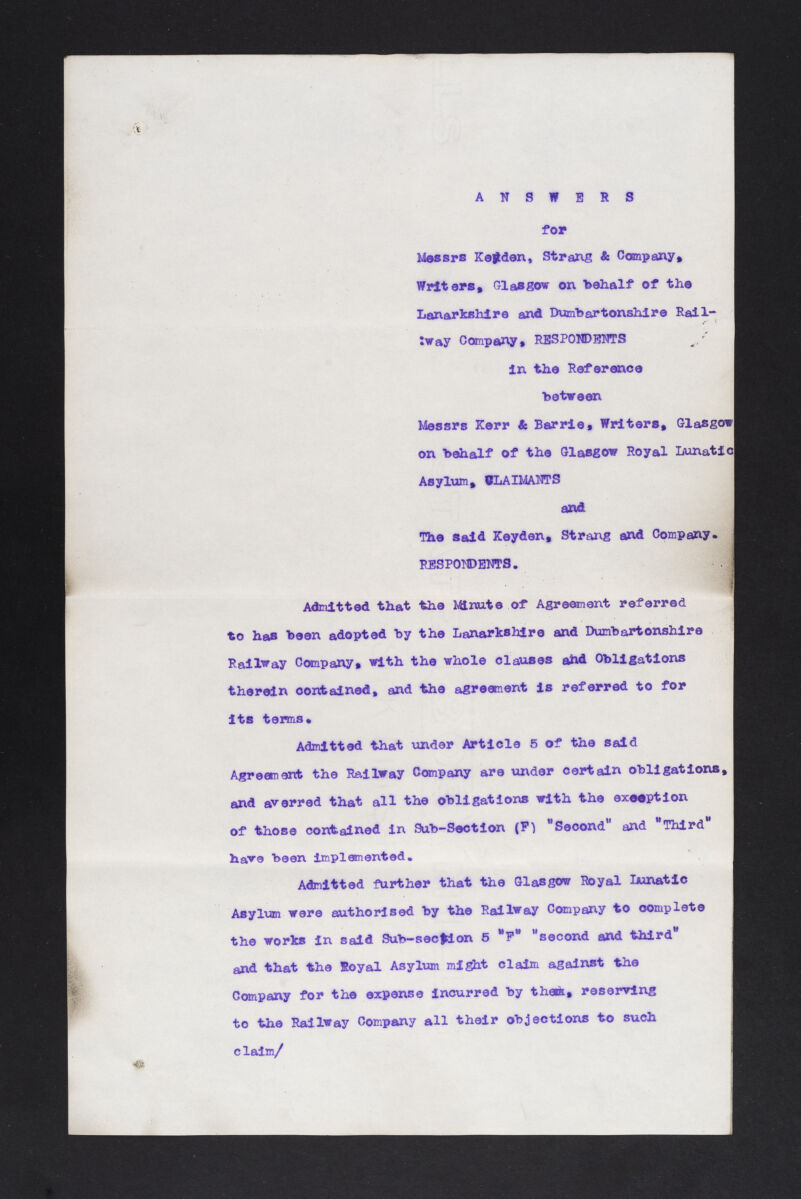 A N S W E R S
for
Messrs Keyden, Strang & Company,
Writers, Glasgow on behalf of the
Lanarkshire and Dumbartonshire Rail-
:way Company, RESPONDENTS
in the Reference
between
Messrs Kerr & Barrie, Writers, Glasgow
on behalf of the Glasgow Royal Lunatic
Asylum, CLAIMANTS
and
The said Keyden, Strang and Company.
RESPONDENTS.
Admitted that the Minute of Agreement referred
to has been adopted by the Lanarkshire and Dumbartonshire
Railway Company, with the whole clauses and Obligations
therein contained, and the agreement is referred to for
its terms.
Admitted that under Article 5 of the said
Agreement the Railway Company are under certain obligations,
and averred that all the obligations with the exception
of those contained in Sub-Section (F) "Second" and "Third"
have been implemented.
Admitted further that the Glasgow Royal Lunatic
Asylum were authorised by the Railway Company to complete
the works in said Sub-section 5 "F" "second and third"
and that the Royal Asylum might claim against the
Company for the expense incurred by them, reserving
to the Railway Company all their objections to such
claim/